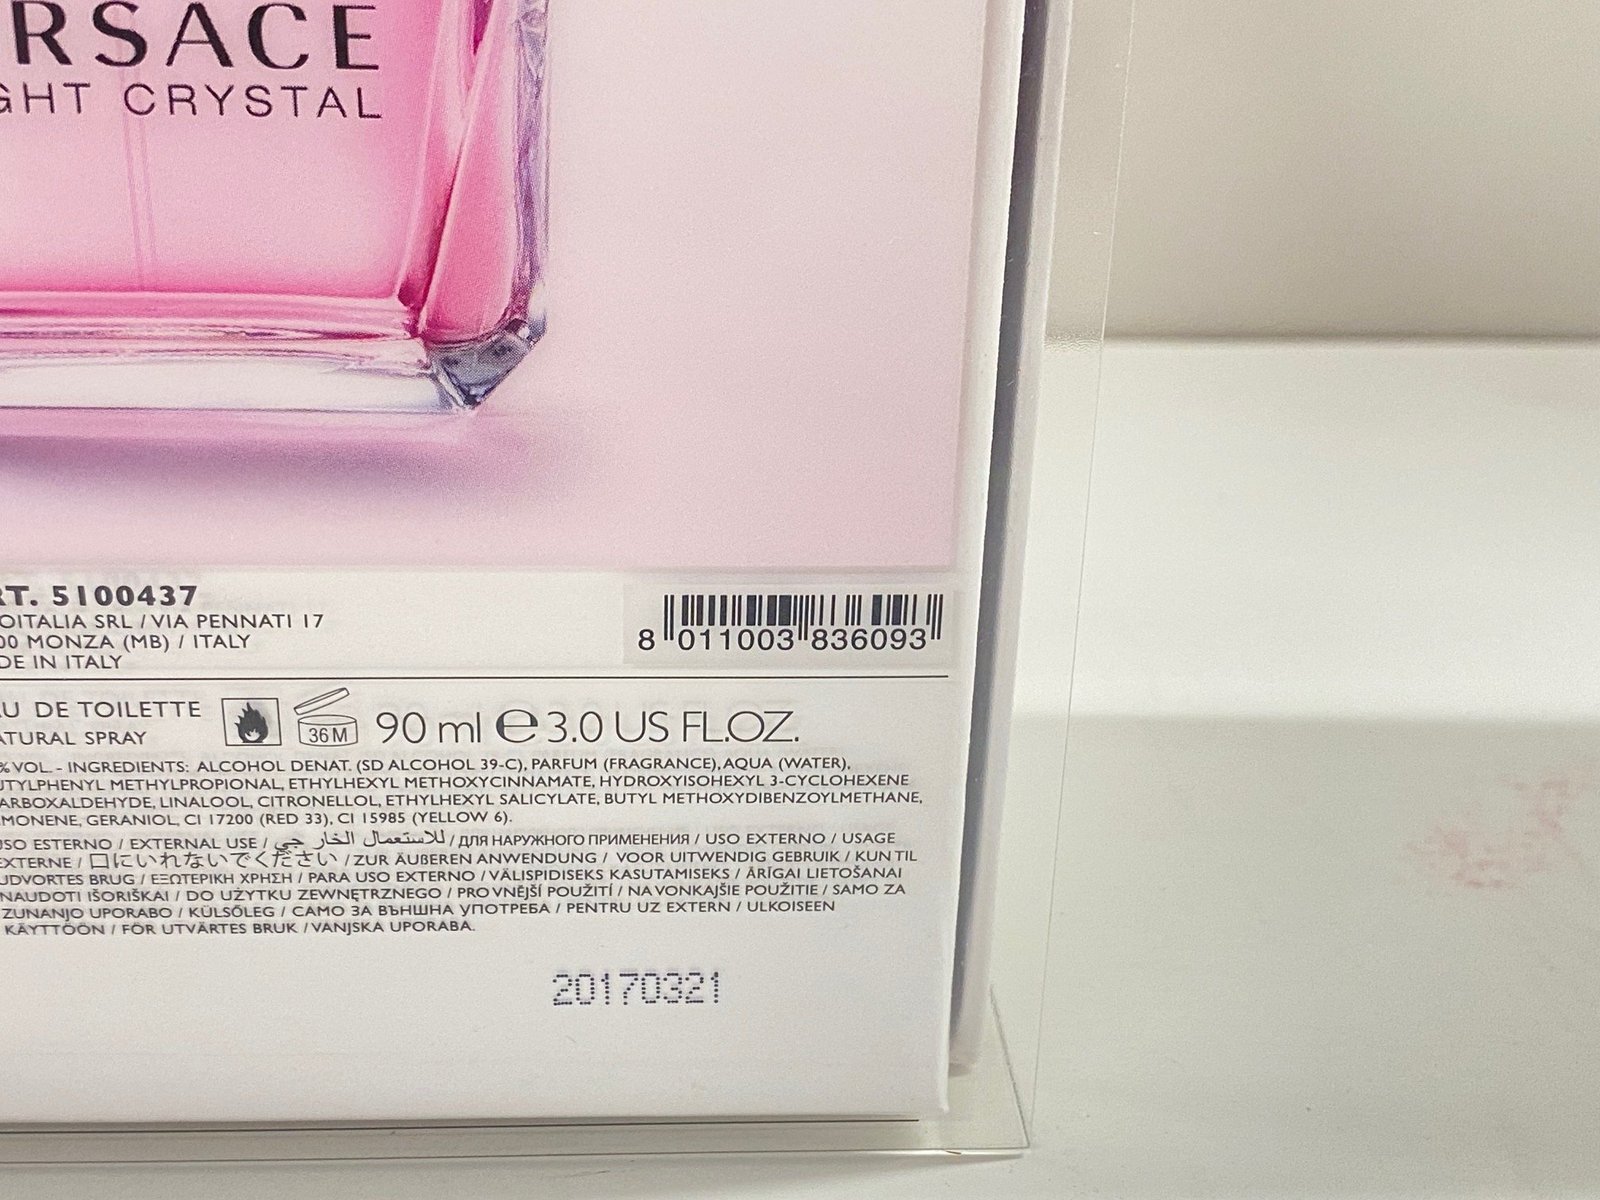 RSACE
GHT CRYSTAL
RT. 5100437
OITALIA SRL / VIA PENNATI 17
00 MONZA (MB) / ITALY
DE IN ITALY
8 011003 836093
AU DE TOILETTE
ATURAL SPRAY
36 M
90 ml e 3.0 US FL.OZ.
%VOL. - INGREDIENTS: ALCOHOL DENAT. (SD ALCOHOL 39-C), PARFUM (FRAGRANCE), AQUA (WATER),
UTYLPHENYL METHYLPROPIONAL, ETHYLHEXYL METHOXYCINNAMATE, HYDROXYISOHEXYL 3-CYCLOHEXENE
ARBOXALDEHYDE, LINALOOL, CITRONELLOL, ETHYLHEXYL SALICYLATE, BUTYL METHOXYDIBENZOYLMETHANE,
MONENE, GERANIOL, CI 17200 (RED 33), CI 15985 (YELLOW 6).
USO ESTERNO / EXTERNAL USE / للاستعمال الخارجي / ДЛЯ НАРУЖНОГО ПРИМЕНЕНИЯ / USO EXTERNO / USAGE
EXTERNE / 口にいれないでください / ZUR ÄUßEREN ANWENDUNG / VOOR UITWENDIG GEBRUIK / KUN TIL
UDVORTES BRUG / ΕΞΩΤΕΡΙΚΗ ΧΡΗΣΗ / PARA USO EXTERNO / VÄLISPIDISEKS KASUTAMISEKS / ĀRĪGAI LIETOŠANAI
NAUDOTI IŠORIŠKAI / DO UŻYTKU ZEWNĘTRZNEGO / PRO VNĚJŠÍ POUŽITÍ / NA VONKAJŠIE POUŽITIE / SAMO ZA
ZUNANJO UPORABO / KÜLSŐLEG / САМО ЗА ВЪНШНА УПОТРЕБА / PENTRU UZ EXTERN / ULKOISEEN
KÄYTTÖÖN / FÖR UTVÄRTES BRUK / VANJSKA UPORABA.
20170321